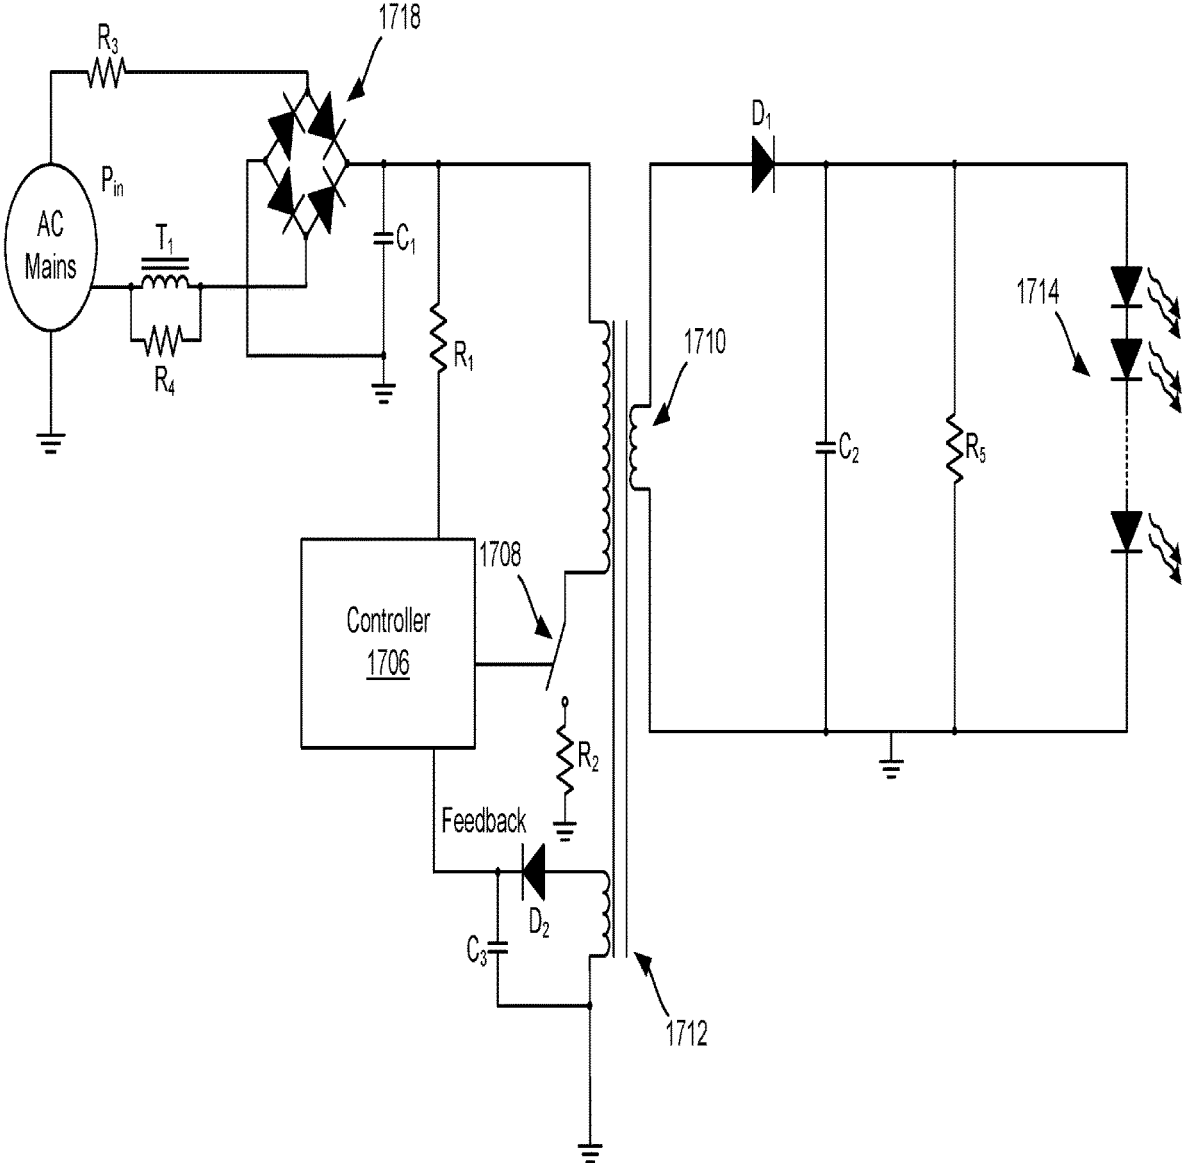 1718
R3
D1
Pin
AC
Mains
T1
C1
1714
R4
R1
1710
C2
R5
1708
Controller
1706
R2
Feedback
D2
C3
1712